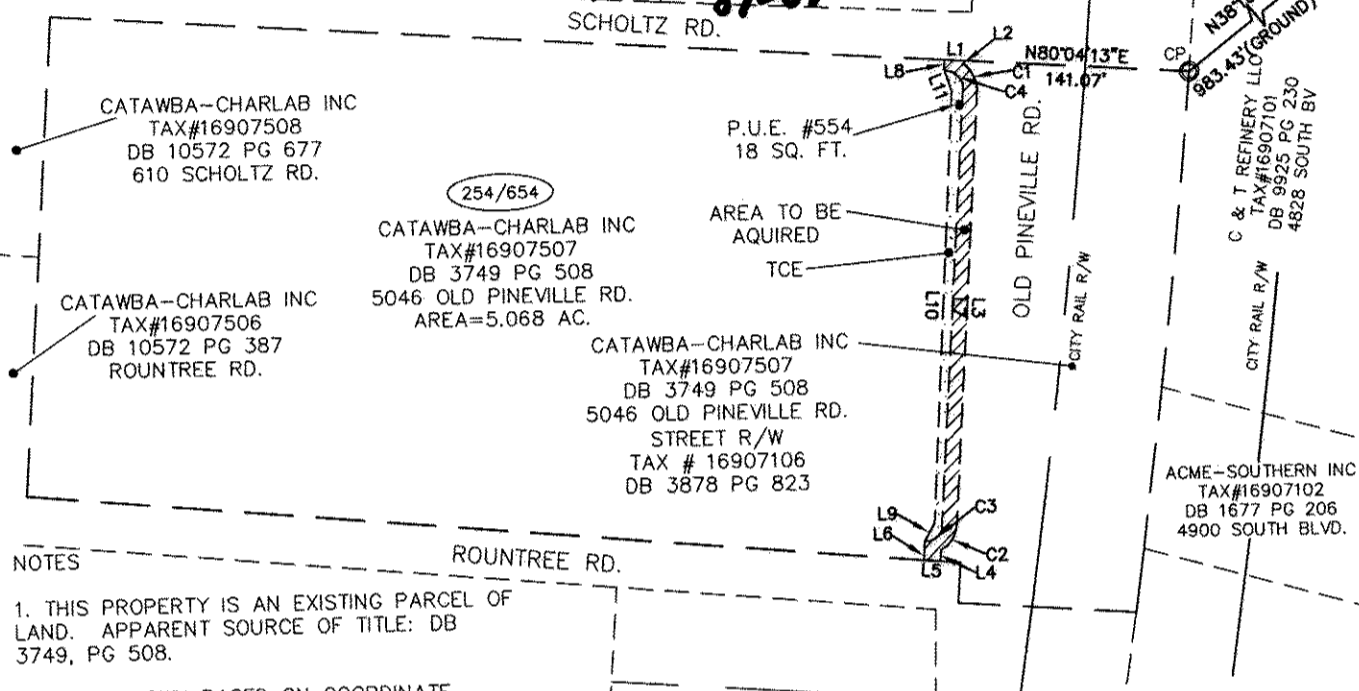 SCHOLTZ RD.
L1
L2
L8
L11
C1
C4
N80°04'13"E
141.07'
CP
N38°
983.43'(GROUND)
CATAWBA-CHARLAB INC
TAX#16907508
DB 10572 PG 677
610 SCHOLTZ RD.
P.U.E. #554
18 SQ. FT.
OLD PINEVILLE RD.
C & T REFINERY LLC
TAX#16907101
DB 9925 PG 230
4828 SOUTH BV
254/654
CATAWBA-CHARLAB INC
TAX#16907507
DB 3749 PG 508
5046 OLD PINEVILLE RD.
AREA=5.068 AC.
AREA TO BE
AQUIRED
TCE
CITY RAIL R/W
CITY RAIL R/W
CATAWBA-CHARLAB INC
TAX#16907506
DB 10572 PG 387
ROUNTREE RD.
L10
L3
CATAWBA-CHARLAB INC
TAX#16907507
DB 3749 PG 508
5046 OLD PINEVILLE RD.
STREET R/W
TAX # 16907106
DB 3878 PG 823
ACME-SOUTHERN INC
TAX#16907102
DB 1677 PG 206
4900 SOUTH BLVD.
L9
L6
C3
C2
L5
L4
ROUNTREE RD.
NOTES
1. THIS PROPERTY IS AN EXISTING PARCEL OF
LAND. APPARENT SOURCE OF TITLE: DB
3749, PG 508.
BASED ON COORDINATE